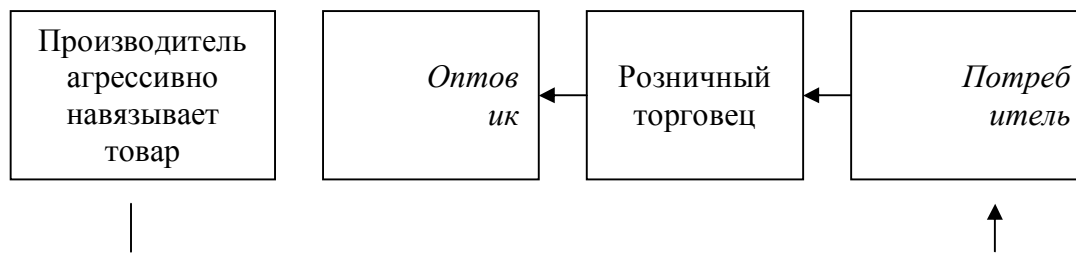 Производитель
агрессивно
навязывает
товар
Оптов
ик
Розничный
торговец
Потреб
итель